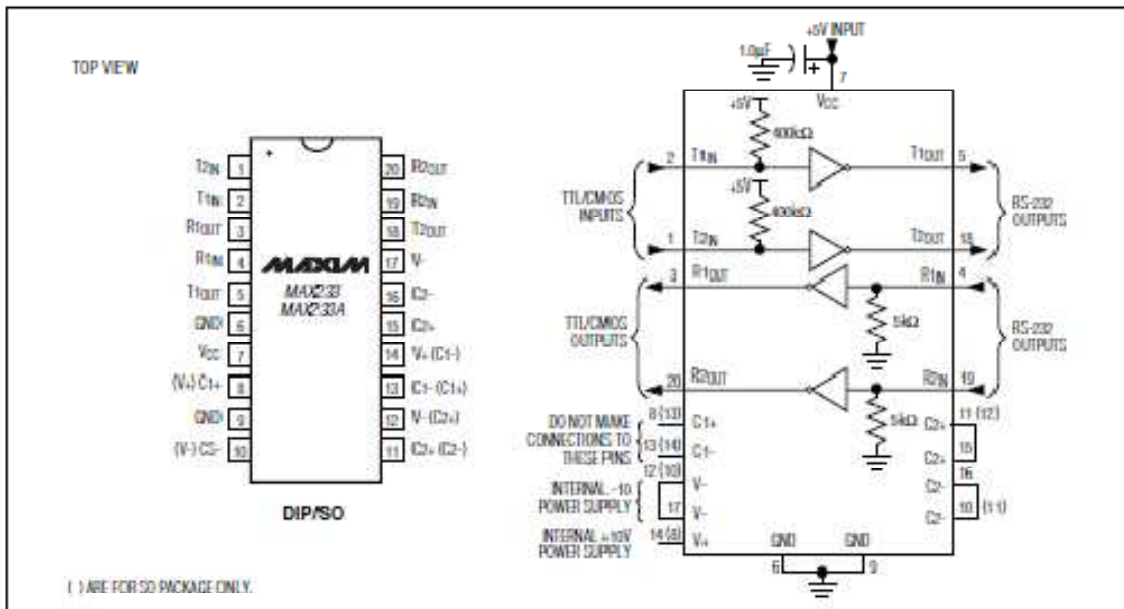 TOP VIEW
T2IN 1
T1IN 2
R1OUT 3
R1IN 4
T1OUT 5
GND 6
VCC 7
(V+) C1+ 8
GND 9
(V-) CS- 10
20 R2OUT
19 R2IN
18 T2OUT
17 V-
16 C2-
15 C2+
14 V+ (C1-)
13 C1- (C1+)
12 V- (C2+)
11 C2+ (C2-)
MAXIM
MAX233
MAX233A
DIP/SO
( ) ARE FOR SO PACKAGE ONLY.
+5V INPUT
1.0µF
+
7
VCC
+5V
400kΩ
2 T1IN
T1OUT 5
+5V
400kΩ
TTL/CMOS
INPUTS
RS-232
OUTPUTS
1 T2IN
T2OUT 18
3 R1OUT
R1IN 4
5kΩ
TTL/CMOS
OUTPUTS
RS-232
OUTPUTS
20 R2OUT
R2IN 19
5kΩ
DO NOT MAKE
CONNECTIONS TO
THESE PINS
8 (13) C1+
13 (14) C1-
INTERNAL -10
POWER SUPPLY
12 (10) V-
17 V-
INTERNAL +10V
POWER SUPPLY
14 (8) V+
C2+ 11 (12)
C2+ 15
C2- 16
C2- 10 (11)
GND GND
6 9